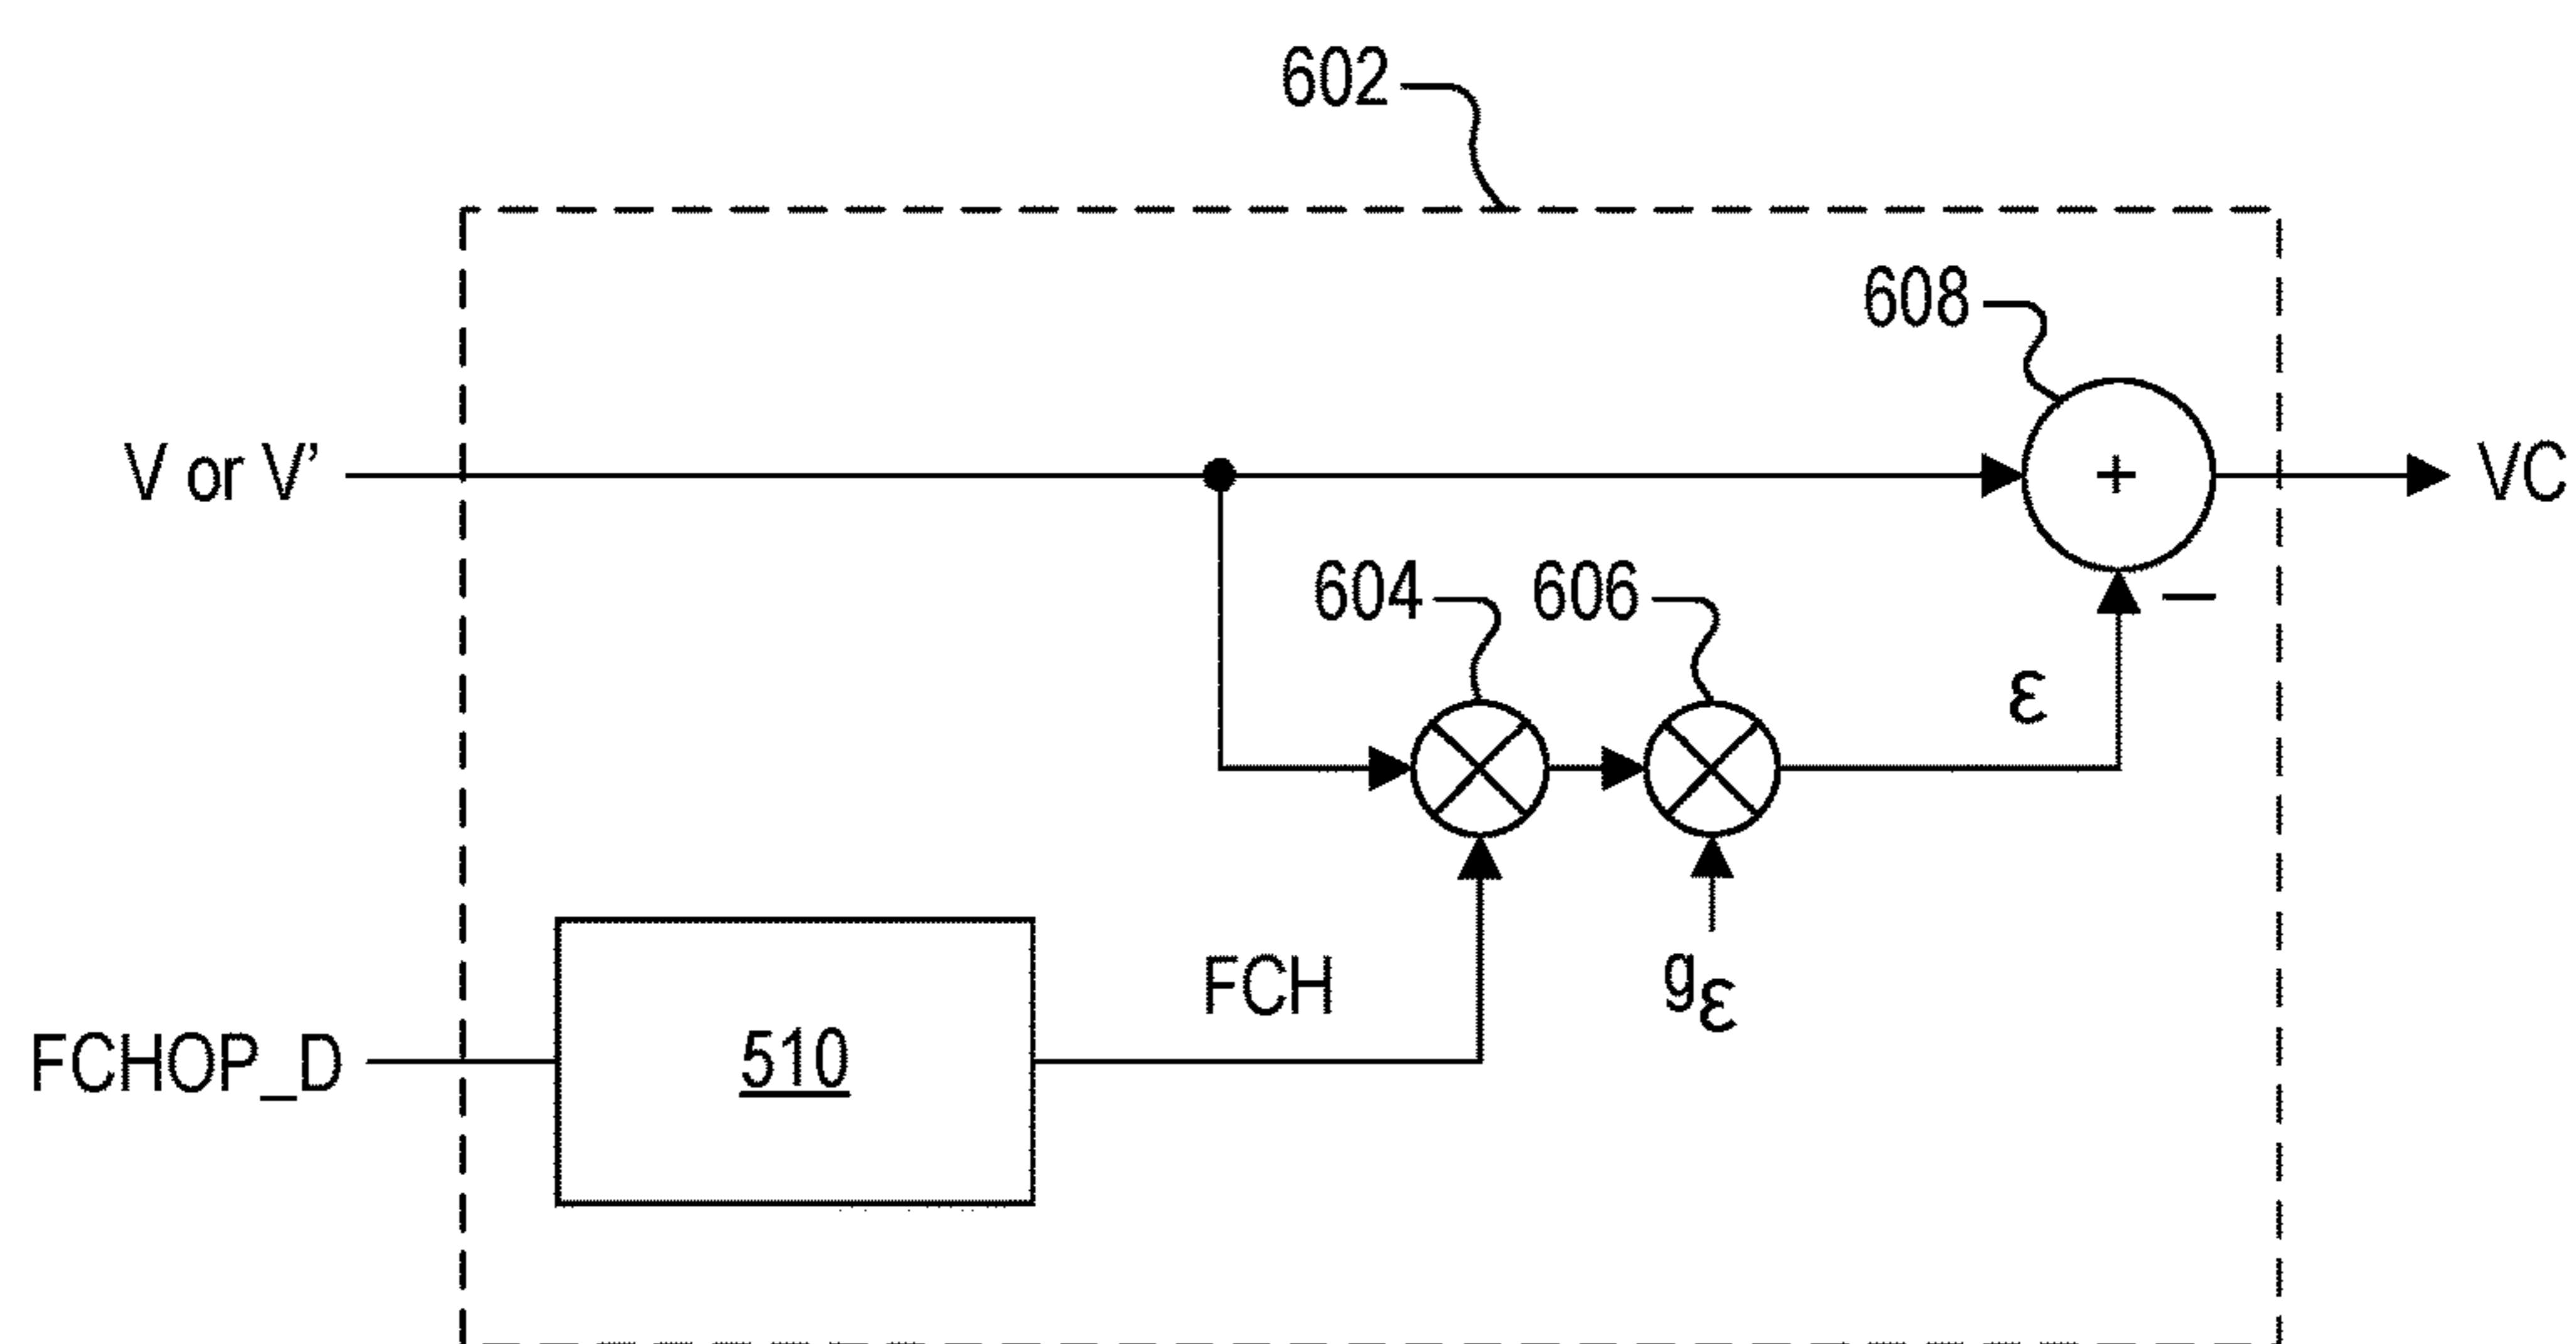 602
608
V or V’
+
VC
604
606
–
ε
FCH
gε
510
FCHOP_D